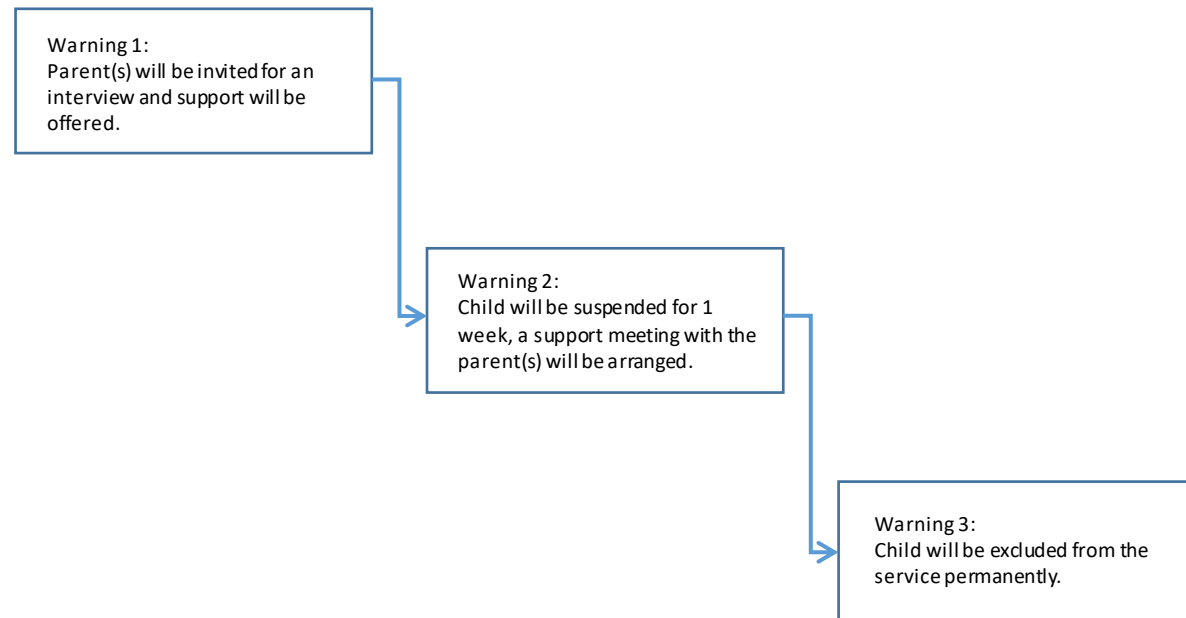 Warning 1:
Parent(s) will be invited for an
interview and support will be
offered.
Warning 2:
Child will be suspended for 1
week, a support meeting with the
parent(s) will be arranged.
Warning 3:
Child will be excluded from the
service permanently.